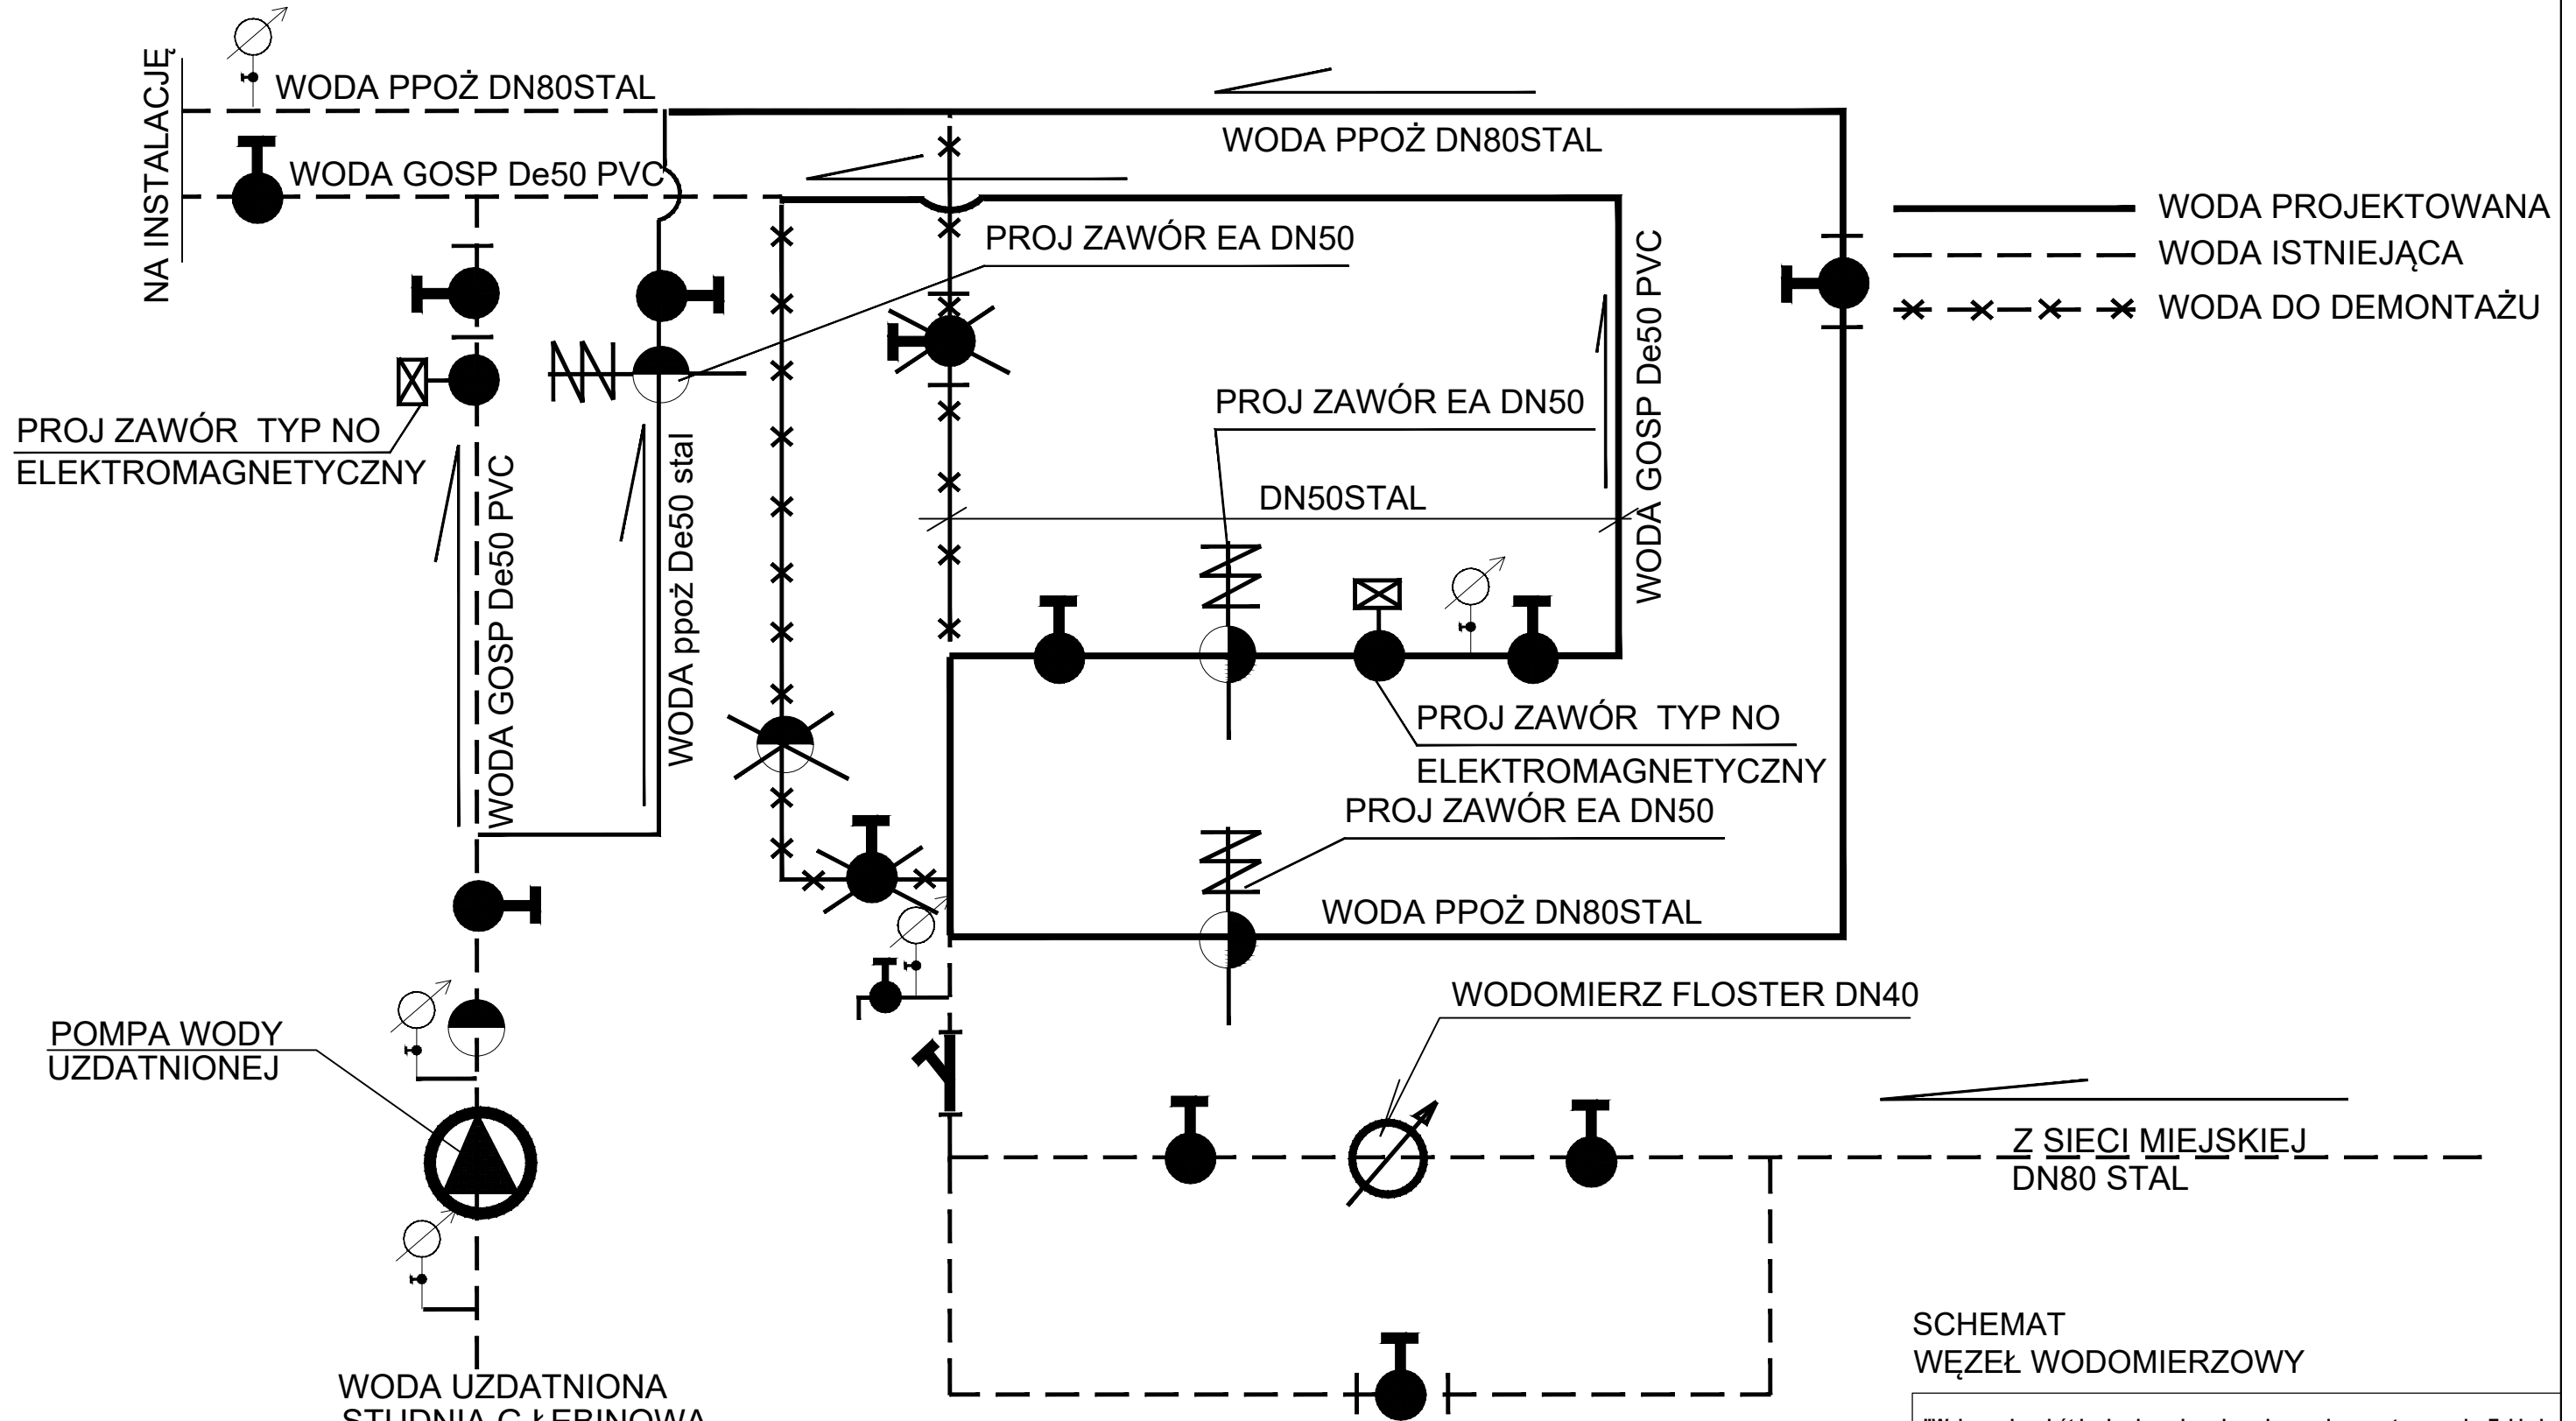 NA INSTALACJĘ
WODA PPOŻ DN80STAL
WODA GOSP De50 PVC
WODA PPOŻ DN80STAL
PROJ ZAWÓR EA DN50
WODA PROJEKTOWANA
WODA ISTNIEJĄCA
WODA DO DEMONTAŻU
PROJ ZAWÓR TYP NO
ELEKTROMAGNETYCZNY
WODA GOSP De50 PVC
WODA ppoż De50 stal
PROJ ZAWÓR EA DN50
DN50STAL
WODA GOSP De50 PVC
PROJ ZAWÓR TYP NO
ELEKTROMAGNETYCZNY
PROJ ZAWÓR EA DN50
WODA PPOŻ DN80STAL
WODOMIERZ FLOSTER DN40
POMPA WODY
UZDATNIONEJ
Z SIECI MIEJSKIEJ
DN80 STAL
WODA UZDATNIONA
STUDNIA GŁĘBINOWA
SCHEMAT
WĘZEŁ WODOMIERZOWY